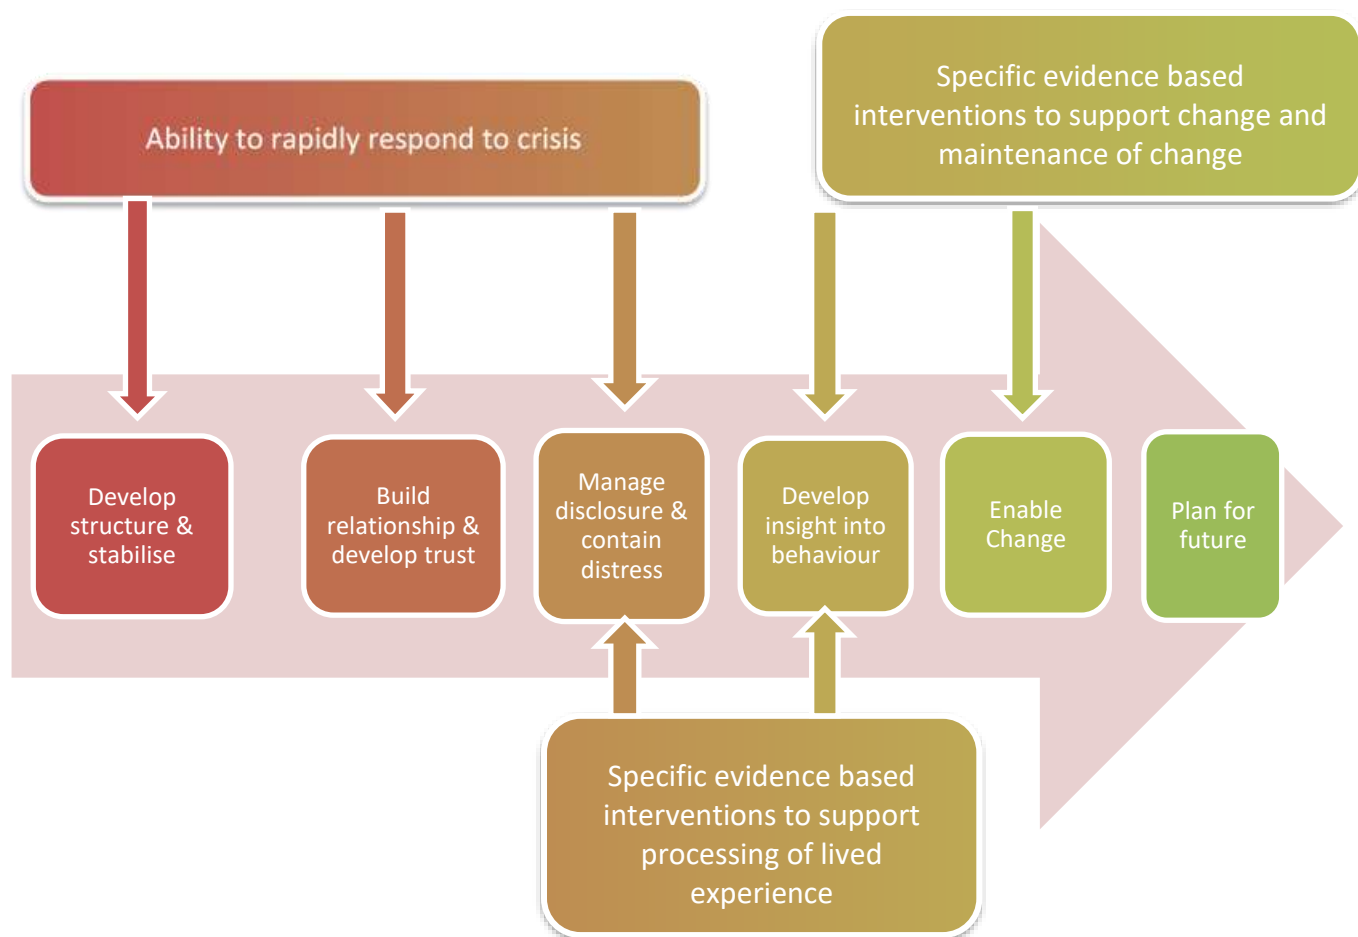 Ability to rapidly respond to crisis
Specific evidence based
interventions to support change and
maintenance of change
Develop
structure &
stabilise
Build
relationship &
develop trust
Manage
disclosure &
contain
distress
Develop
insight into
behaviour
Enable
Change
Plan for
future
Specific evidence based
interventions to support
processing of lived
experience